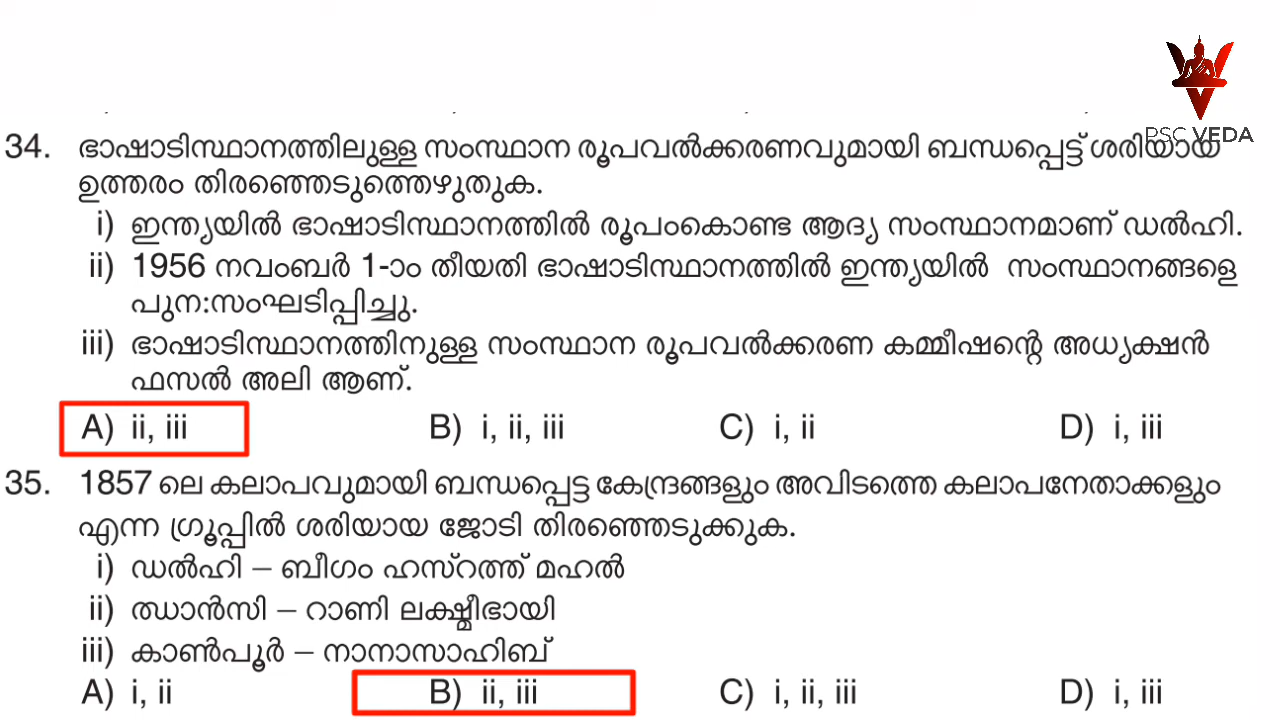 PSC VEDA
34. ഭാഷാടിസ്ഥാനത്തിലുള്ള സംസ്ഥാന രൂപവൽക്കരണവുമായി ബന്ധപ്പെട്ട് ശരിയായ
ഉത്തരം തിരഞ്ഞെടുത്തെഴുതുക.
i) ഇന്ത്യയിൽ ഭാഷാടിസ്ഥാനത്തിൽ രൂപംകൊണ്ട ആദ്യ സംസ്ഥാനമാണ് ഡൽഹി.
ii) 1956 നവംബർ 1-ാം തീയതി ഭാഷാടിസ്ഥാനത്തിൽ ഇന്ത്യയിൽ സംസ്ഥാനങ്ങളെ
പുന:സംഘടിപ്പിച്ചു.
iii) ഭാഷാടിസ്ഥാനത്തിനുള്ള സംസ്ഥാന രൂപവൽക്കരണ കമ്മീഷന്റെ അധ്യക്ഷൻ
ഫസൽ അലി ആണ്.
A) ii, iii B) i, ii, iii C) i, ii D) i, iii
35. 1857 ലെ കലാപവുമായി ബന്ധപ്പെട്ട കേന്ദ്രങ്ങളും അവിടത്തെ കലാപനേതാക്കളും
എന്ന ഗ്രൂപ്പിൽ ശരിയായ ജോടി തിരഞ്ഞെടുക്കുക.
i) ഡൽഹി – ബീഗം ഹസ്റത്ത് മഹൽ
ii) ഝാൻസി – റാണി ലക്ഷ്മീഭായി
iii) കാൺപൂർ – നാനാസാഹിബ്
A) i, ii B) ii, iii C) i, ii, iii D) i, iii